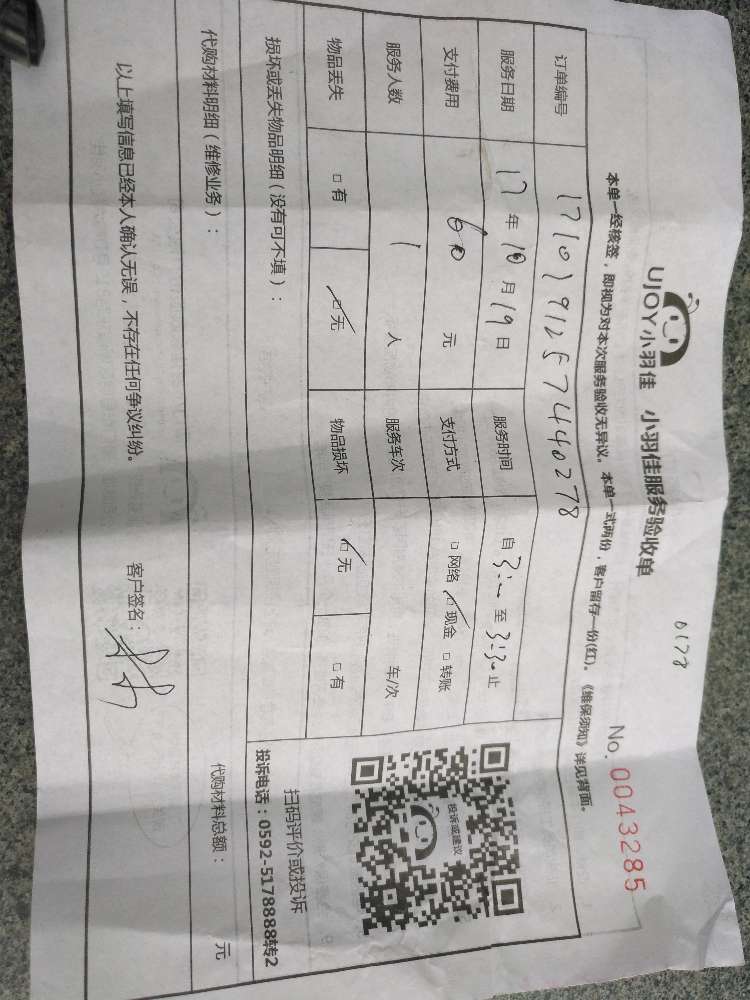 0178
UJOY小羽佳 小羽佳服务验收单
No. 0043285
本单一经核签，即视为对本次服务验收无异议。本单一式两份，客户留存一份(红)。《维保须知》详见背面。
订单编号 17101912574440278
服务日期 17年10月19日 服务时间 自3:00至3:30止
支付费用 60元 支付方式 □网络 ☑现金 □转账
服务人数 1人 服务车次 车/次
物品丢失 □有 ☑无 物品损坏 ☑无 □有
投诉或建议
扫码评价或投诉
投诉电话：0592-5178888转2
损坏或丢失物品明细（没有可不填）：
代购材料明细（维修业务）： 代购材料总额： 元
以上填写信息已经本人确认无误，不存在任何争议纠纷。 客户签名：